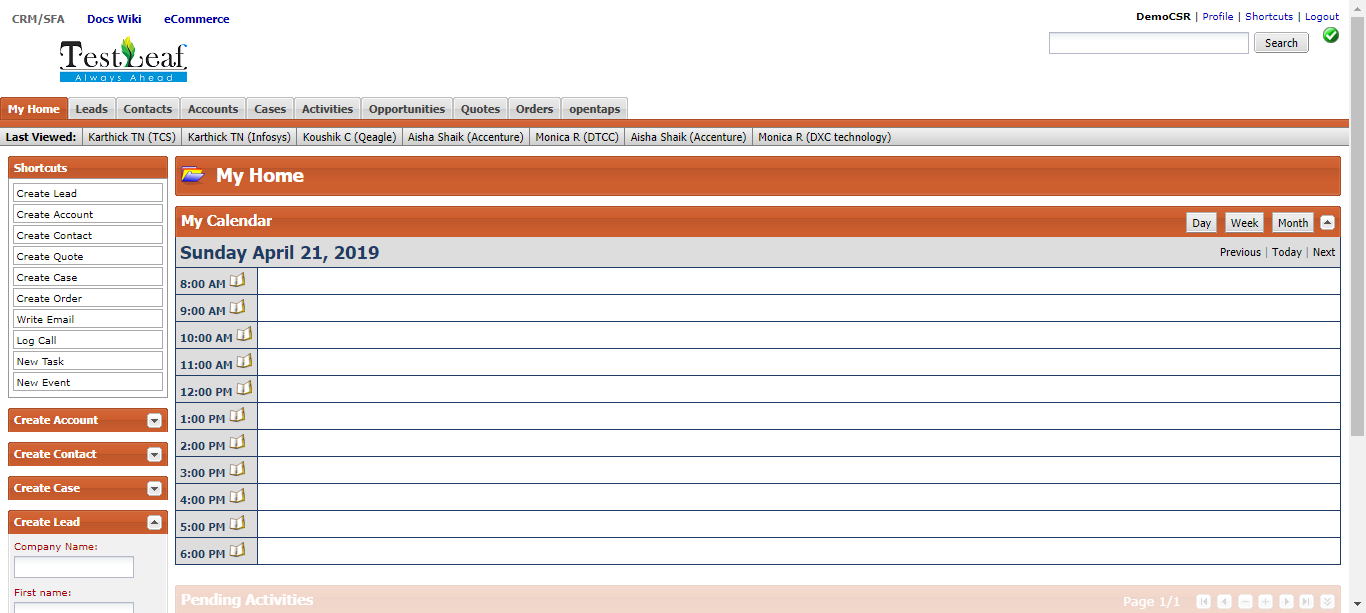 CRM/SFA Docs Wiki eCommerce
DemoCSR | Profile | Shortcuts | Logout
TestLeaf
Always Ahead
Search
My Home Leads Contacts Accounts Cases Activities Opportunities Quotes Orders opentaps
Last Viewed: Karthick TN (TCS) Karthick TN (Infosys) Koushik C (Qeagle) Aisha Shaik (Accenture) Monica R (DTCC) Aisha Shaik (Accenture) Monica R (DXC technology)
Shortcuts
Create Lead
Create Account
Create Contact
Create Quote
Create Case
Create Order
Write Email
Log Call
New Task
New Event
Create Account
Create Contact
Create Case
Create Lead
Company Name:
First name:
My Home
My Calendar
Day Week Month
Sunday April 21, 2019
Previous | Today | Next
8:00 AM
9:00 AM
10:00 AM
11:00 AM
12:00 PM
1:00 PM
2:00 PM
3:00 PM
4:00 PM
5:00 PM
6:00 PM
Pending Activities
Page 1/1